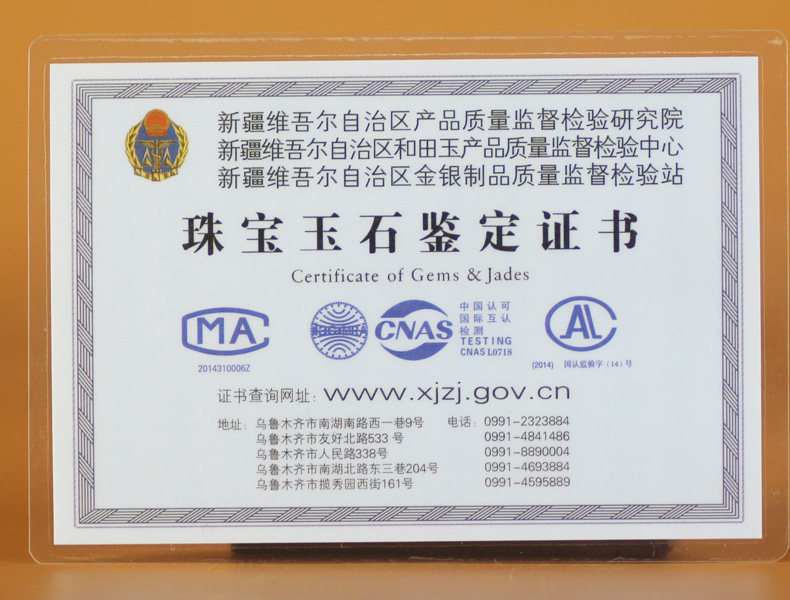 新疆维吾尔自治区产品质量监督检验研究院
新疆维吾尔自治区和田玉产品质量监督检验中心
新疆维吾尔自治区金银制品质量监督检验站
珠宝玉石鉴定证书
Certificate of Gems & Jades
MA
2014310006Z
CNAS
中国认可
国际互认
检测
TESTING
CNAS L0718
AL
(2014) 国认监验字 (14) 号
证书查询网址: www.xjzj.gov.cn
地址: 乌鲁木齐市南湖南路西一巷9号 电话: 0991-2323884
乌鲁木齐市友好北路533 号 0991-4841486
乌鲁木齐市人民路338号 0991-8890004
乌鲁木齐市南湖北路东三巷204号 0991-4693884
乌鲁木齐市揽秀园西街161号 0991-4595889